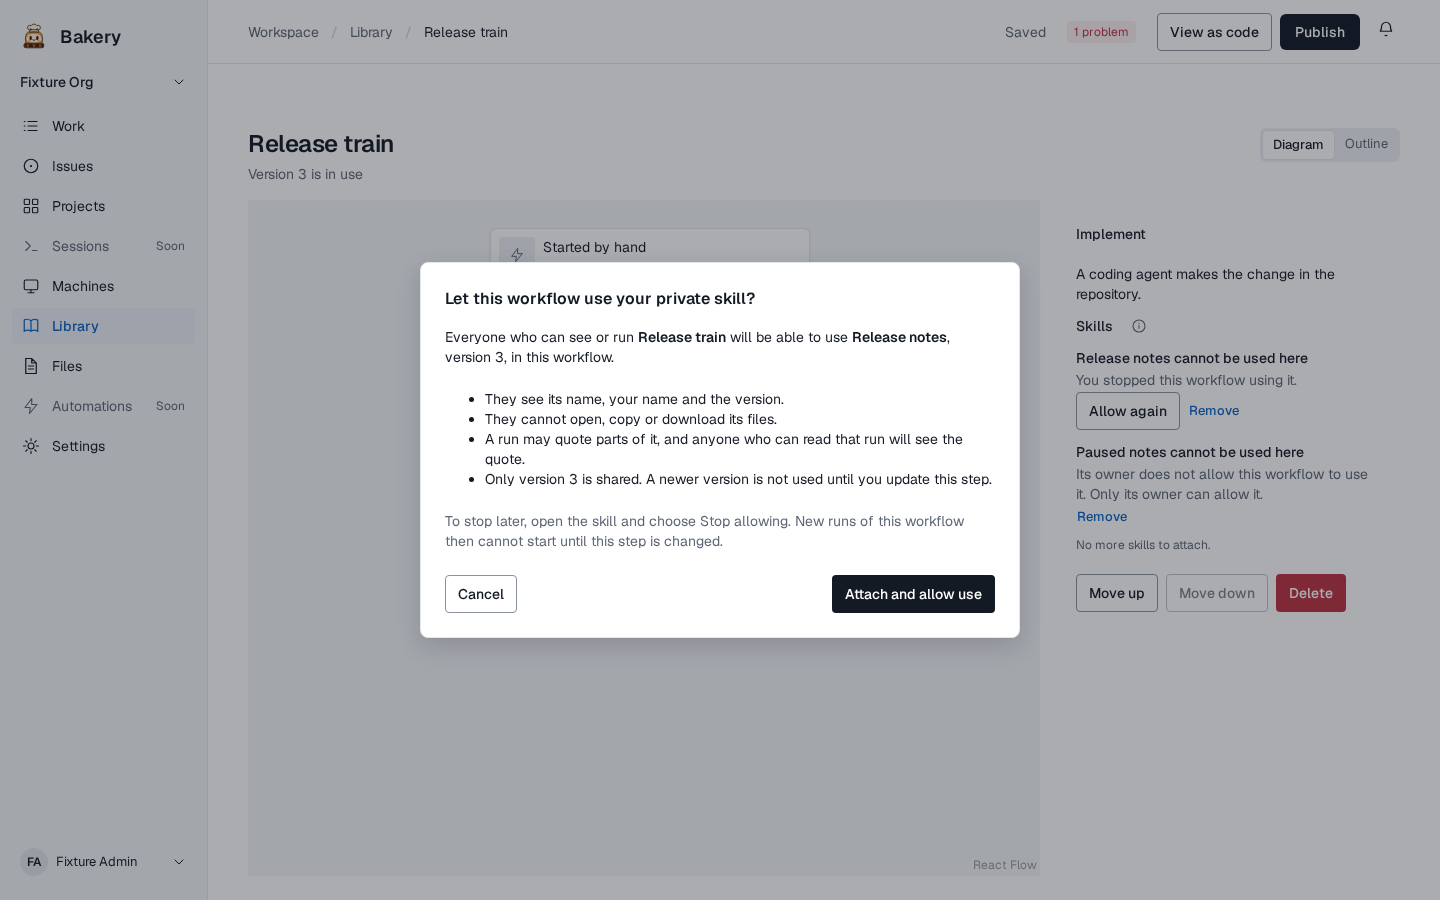 Bakery
Fixture Org
Work
Issues
Projects
Sessions Soon
Machines
Library
Files
Automations Soon
Settings
FA Fixture Admin
Workspace / Library / Release train
Saved
1 problem
View as code
Publish
Release train
Version 3 is in use
Diagram
Outline
Started by hand
Let this workflow use your private skill?
Everyone who can see or run Release train will be able to use Release notes,
version 3, in this workflow.
• They see its name, your name and the version.
• They cannot open, copy or download its files.
• A run may quote parts of it, and anyone who can read that run will see the
quote.
• Only version 3 is shared. A newer version is not used until you update this step.
To stop later, open the skill and choose Stop allowing. New runs of this workflow
then cannot start until this step is changed.
Cancel
Attach and allow use
React Flow
Implement
A coding agent makes the change in the
repository.
Skills
Release notes cannot be used here
You stopped this workflow using it.
Allow again
Remove
Paused notes cannot be used here
Its owner does not allow this workflow to use
it. Only its owner can allow it.
Remove
No more skills to attach.
Move up
Move down
Delete